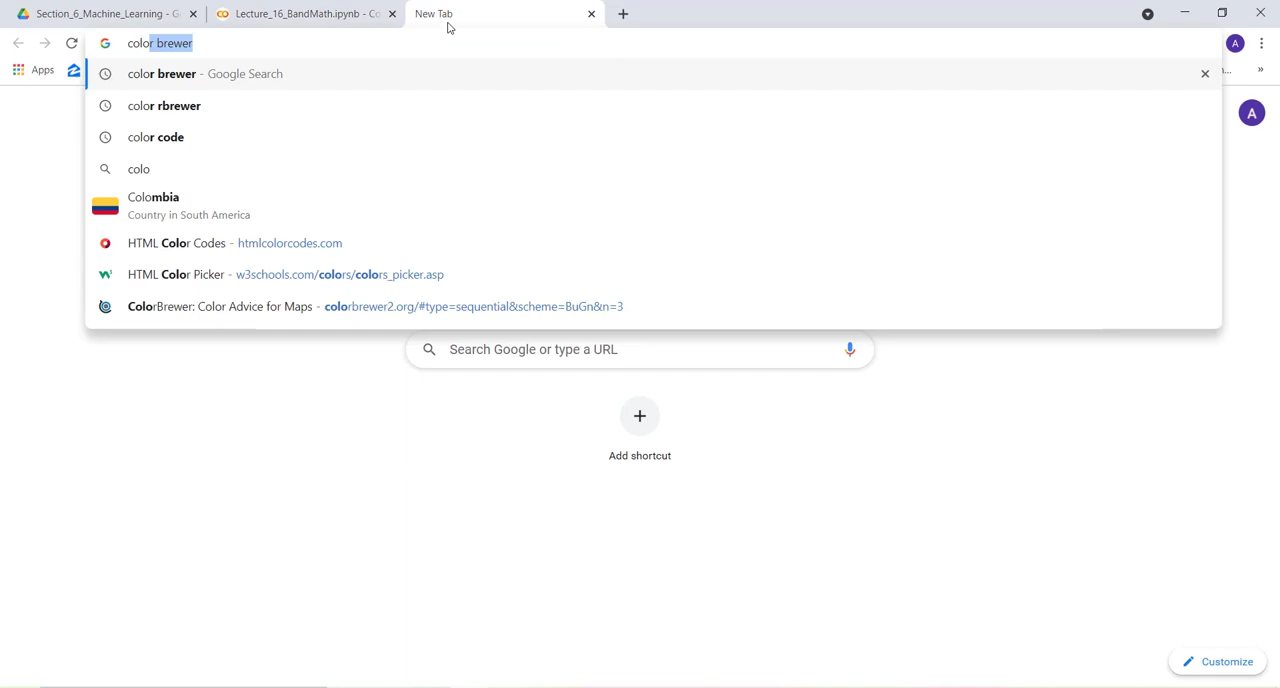 Section_6_Machine_Learning - G
Lecture_16_BandMath.ipynb - Co
New Tab
color brewer
A
Apps
color brewer - Google Search
color rbrewer
color code
colo
Colombia
Country in South America
HTML Color Codes - htmlcolorcodes.com
HTML Color Picker - w3schools.com/colors/colors_picker.asp
ColorBrewer: Color Advice for Maps - colorbrewer2.org/#type=sequential&scheme=BuGn&n=3
A
Search Google or type a URL
Add shortcut
Customize